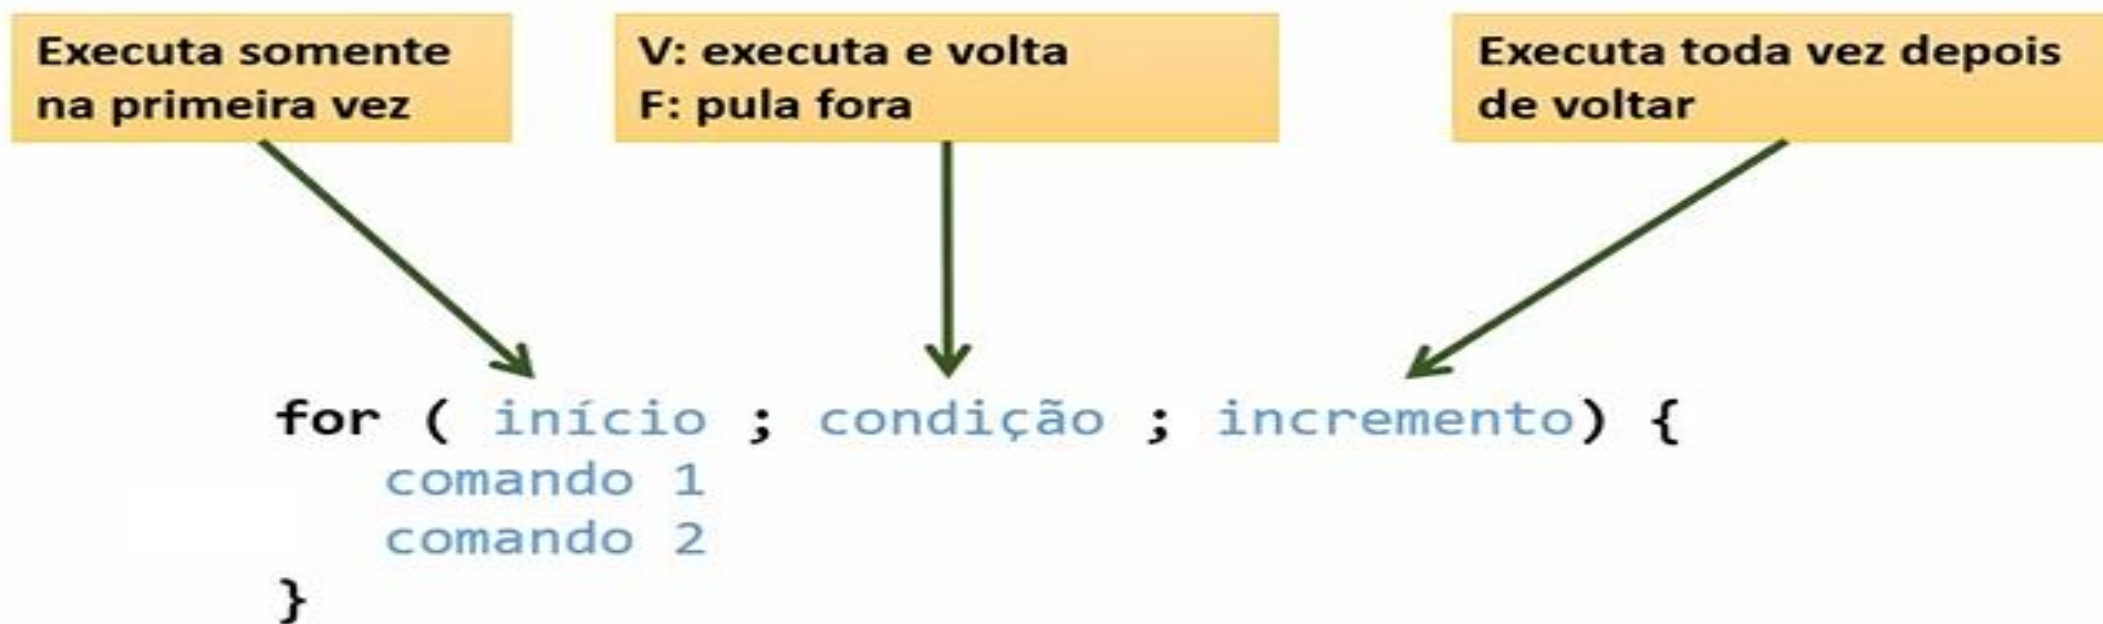 Executa somente
na primeira vez
V: executa e volta
F: pula fora
Executa toda vez depois
de voltar
for ( início ; condição ; incremento) {
comando 1
comando 2
}